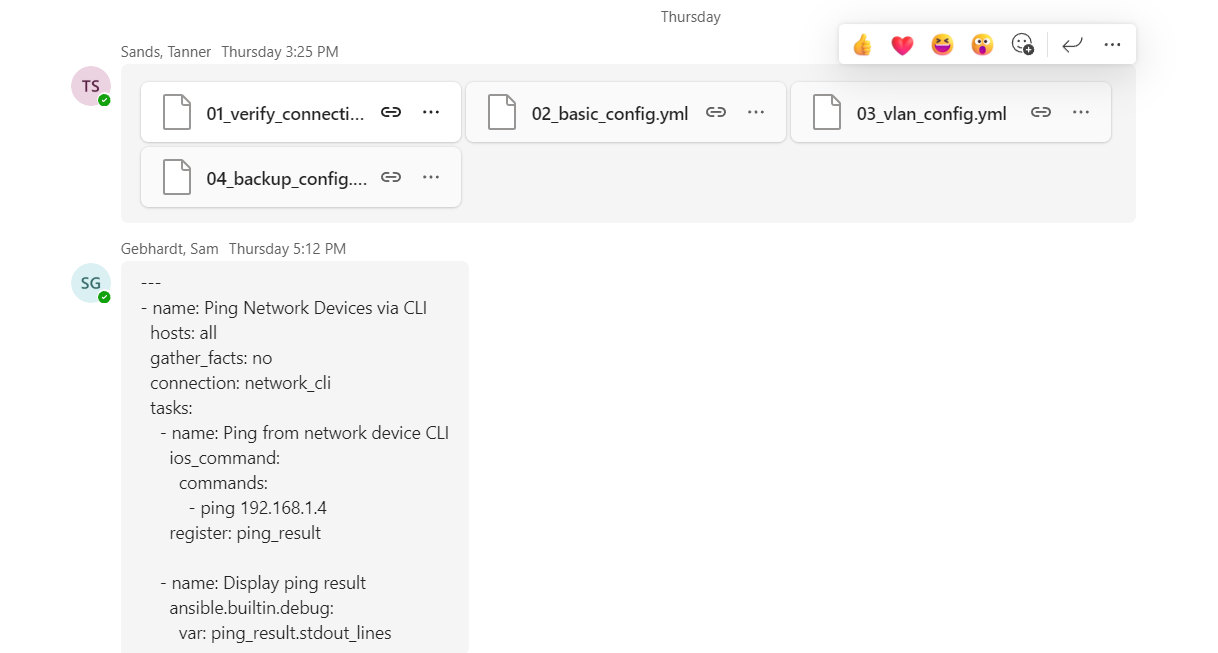 Thursday
Sands, Tanner Thursday 3:25 PM
TS
01_verify_connecti...
02_basic_config.yml
03_vlan_config.yml
04_backup_config....
Gebhardt, Sam Thursday 5:12 PM
SG
---
- name: Ping Network Devices via CLI
  hosts: all
  gather_facts: no
  connection: network_cli
  tasks:
    - name: Ping from network device CLI
      ios_command:
        commands:
          - ping 192.168.1.4
      register: ping_result

    - name: Display ping result
      ansible.builtin.debug:
        var: ping_result.stdout_lines